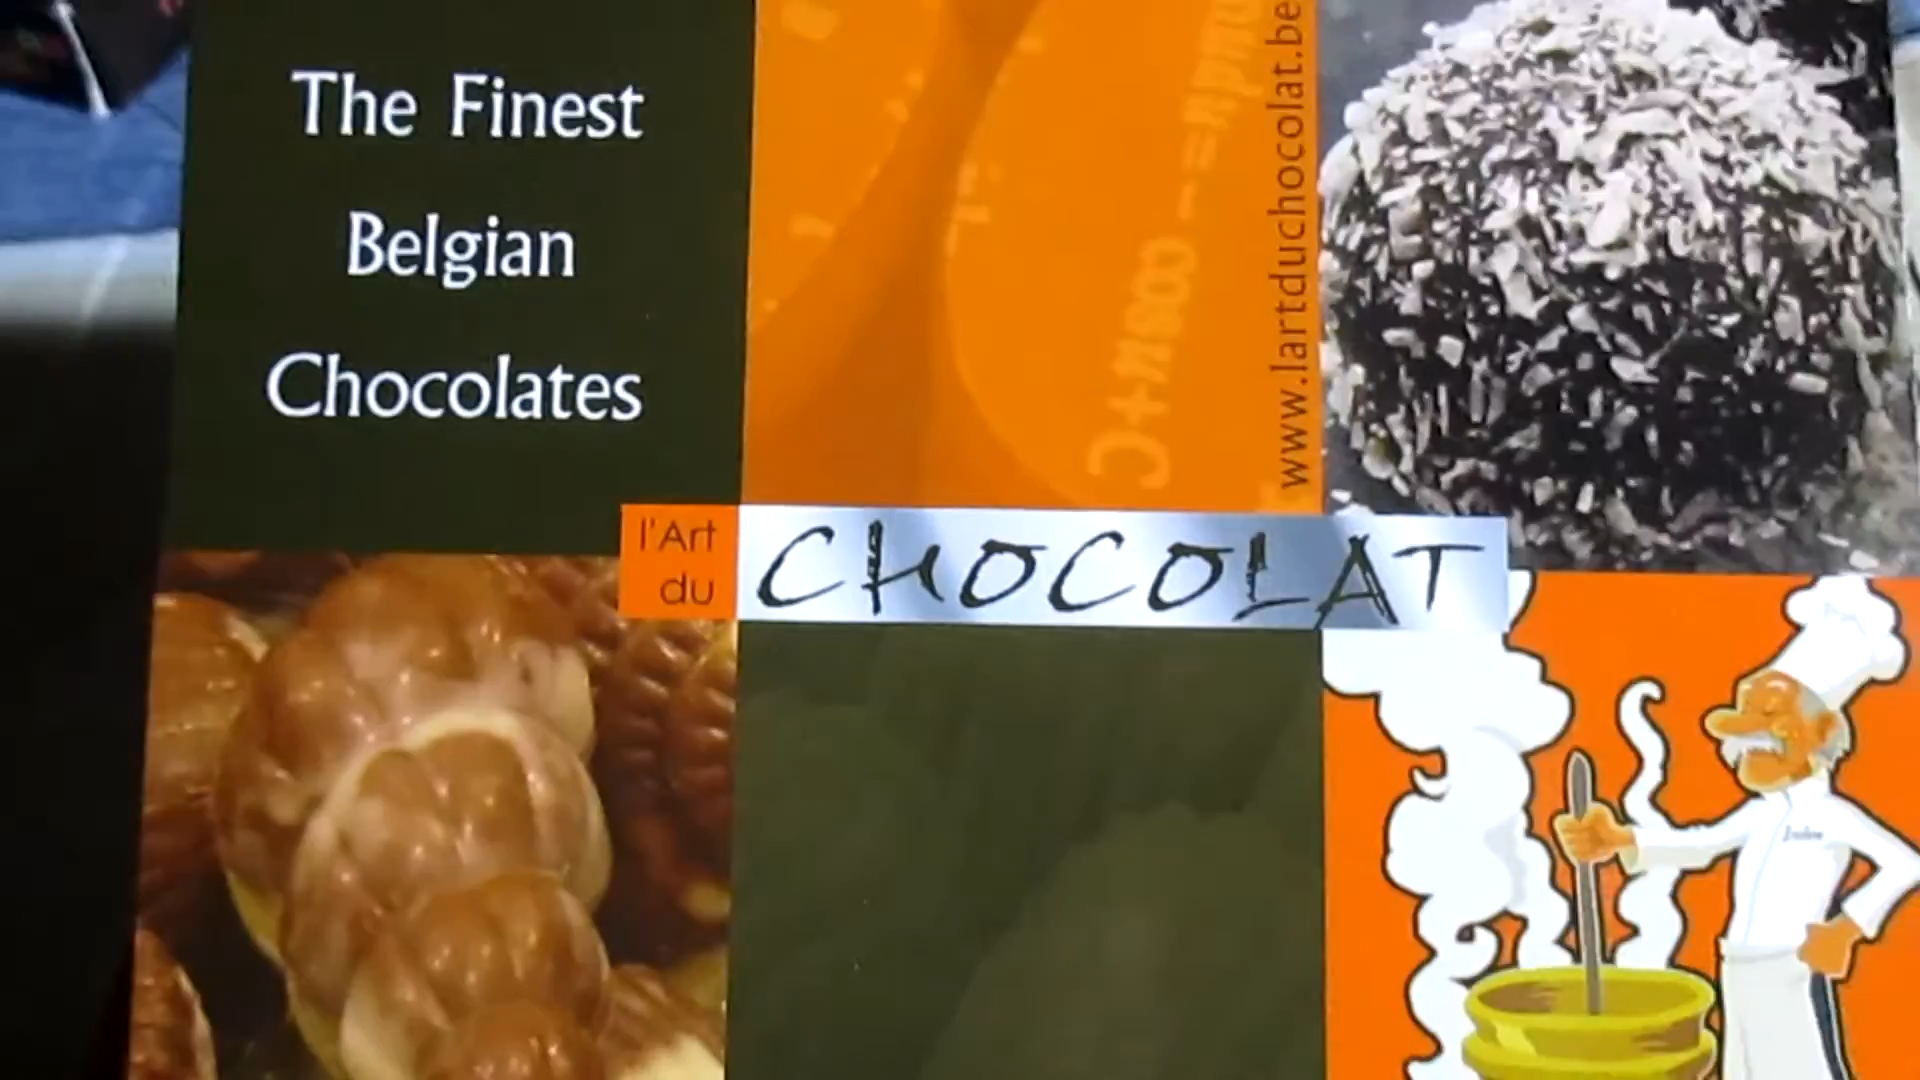 The Finest
Belgian
Chocolates
www.lartduchocolat.be
l'Art
du
CHOCOLAT